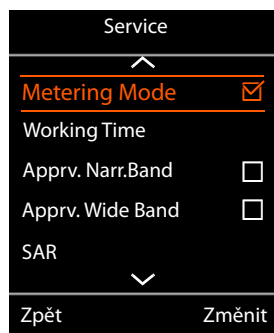 Service
Metering Mode
Working Time
Apprv. Narr.Band
Apprv. Wide Band
SAR
Zpět Změnit